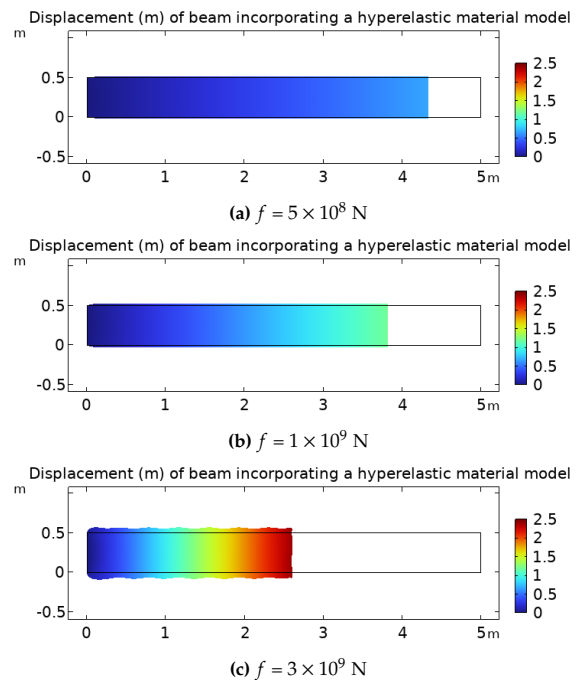 Displacement (m) of beam incorporating a hyperelastic material model
m
2.5
0.5
2
1.5
0
1
0.5
-0.5
0
0 1 2 3 4 5 m
(a) f = 5 × 10⁸ N
Displacement (m) of beam incorporating a hyperelastic material model
m
2.5
0.5
2
1.5
0
1
0.5
-0.5
0
0 1 2 3 4 5 m
(b) f = 1 × 10⁹ N
Displacement (m) of beam incorporating a hyperelastic material model
m
2.5
0.5
2
1.5
0
1
0.5
-0.5
0
0 1 2 3 4 5 m
(c) f = 3 × 10⁹ N